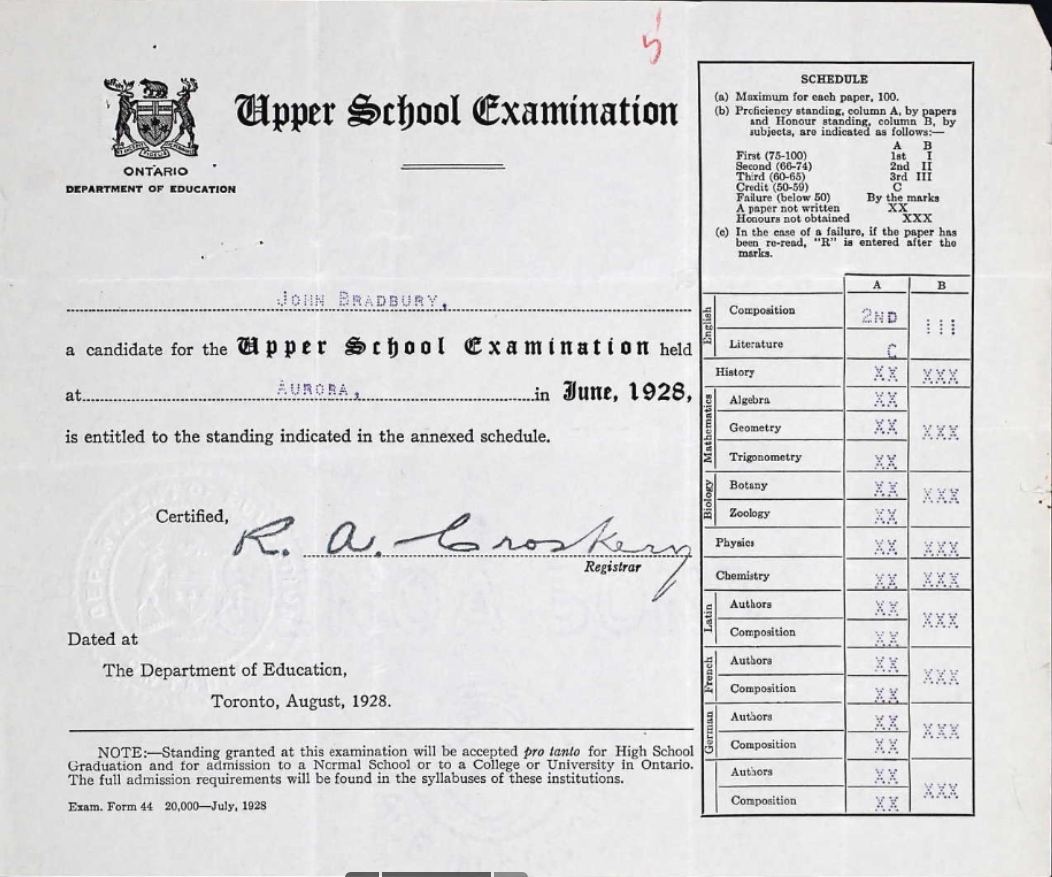 5
ONTARIO
DEPARTMENT OF EDUCATION
Upper School Examination
JOHN BRADBURY,
a candidate for the Upper School Examination held
at AURORA, in June, 1928,
is entitled to the standing indicated in the annexed schedule.
Certified,
R. A. Croskery
Registrar
Dated at
The Department of Education,
Toronto, August, 1928.
NOTE:—Standing granted at this examination will be accepted pro tanto for High School
Graduation and for admission to a Normal School or to a College or University in Ontario.
The full admission requirements will be found in the syllabuses of these institutions.
Exam. Form 44 20,000—July, 1928
SCHEDULE
(a) Maximum for each paper, 100.
(b) Proficiency standing, column A, by papers
and Honour standing, column B, by
subjects, are indicated as follows:—
A B
First (75-100) 1st I
Second (66-74) 2nd II
Third (60-65) 3rd III
Credit (50-59) C
Failure (below 50) By the marks
A paper not written XX
Honours not obtained XXX
(c) In the case of a failure, if the paper has
been re-read, "R" is entered after the
marks.
A B
English
Composition 2ND III
Literature C
History XX XXX
Mathematics
Algebra XX
Geometry XX XXX
Trigonometry XX
Biology
Botany XX XXX
Zoology XX
Physics XX XXX
Chemistry XX XXX
Latin
Authors XX XXX
Composition XX
French
Authors XX XXX
Composition XX
German
Authors XX XXX
Composition XX
Authors XX XXX
Composition XX